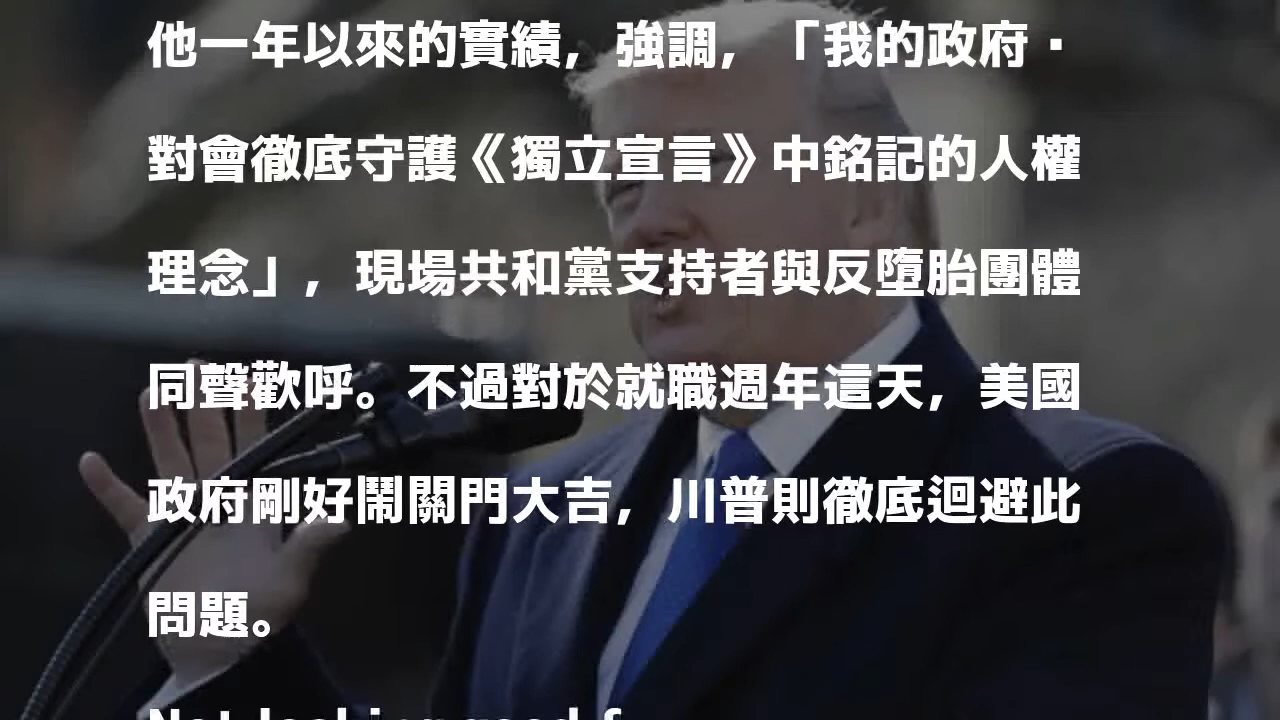 他一年以來的實績，強調，「我的政府·
對會徹底守護《獨立宣言》中銘記的人權
理念」，現場共和黨支持者與反墮胎團體
同聲歡呼。不過對於就職週年這天，美國
政府剛好鬧關門大吉，川普則徹底迴避此
問題。
Not looking good f